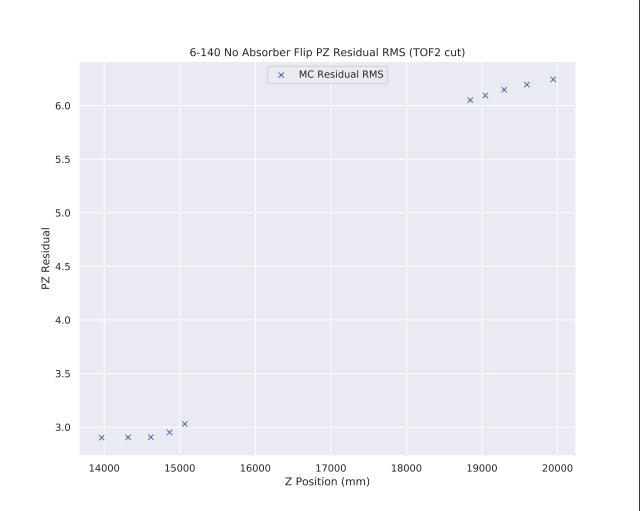 6-140 No Absorber Flip PZ Residual RMS (TOF2 cut)
MC Residual RMS
6.0
5.5
5.0
4.5
4.0
3.5
3.0
PZ Residual
14000 15000 16000 17000 18000 19000 20000
Z Position (mm)